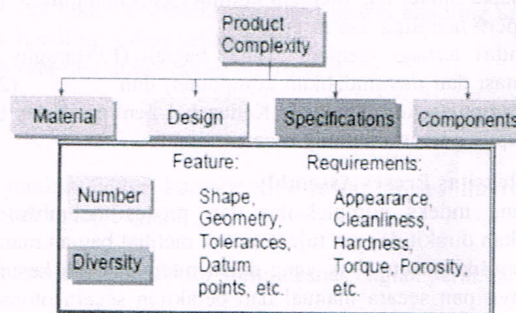 Product
Complexity
Material
Design
Specifications
Components
Feature:
Requirements:
Number
Shape,
Appearance,
Geometry,
Cleanliness,
Tolerances,
Hardness,
Diversity
Datum
Torque, Porosity,
points, etc.
etc.